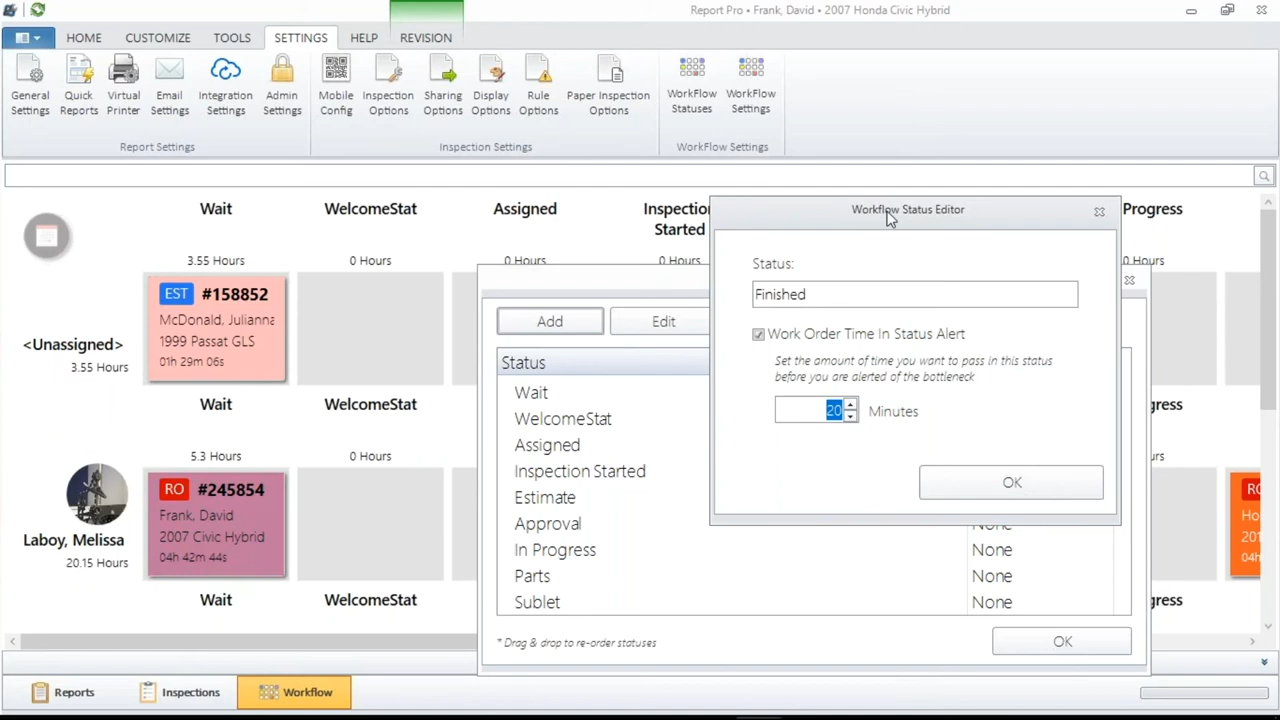 Report Pro • Frank, David • 2007 Honda Civic Hybrid
HOME CUSTOMIZE TOOLS SETTINGS HELP REVISION
General Settings
Quick Reports
Virtual Printer
Email Settings
Integration Settings
Admin Settings
Mobile Config
Inspection Options
Sharing Options
Display Options
Rule Options
Paper Inspection Options
WorkFlow Statuses
WorkFlow Settings
Report Settings
Inspection Settings
WorkFlow Settings
Wait WelcomeStat Assigned Inspection Started Progress
3.55 Hours 0 Hours 0 Hours 0 Hours 0 Hours
<Unassigned>
3.55 Hours
EST #158852
McDonald, Julianna
1999 Passat GLS
01h 29m 06s
Wait WelcomeStat
5.3 Hours 0 Hours
Laboy, Melissa
20.15 Hours
RO #245854
Frank, David
2007 Civic Hybrid
04h 42m 44s
Wait WelcomeStat
Add Edit
Status
Wait
WelcomeStat
Assigned
Inspection Started
Estimate
Approval None
In Progress None
Parts None
Sublet None
* Drag & drop to re-order statuses
OK
Workflow Status Editor
Status:
Finished
Work Order Time In Status Alert
Set the amount of time you want to pass in this status
before you are alerted of the bottleneck
20 Minutes
OK
Reports Inspections Workflow